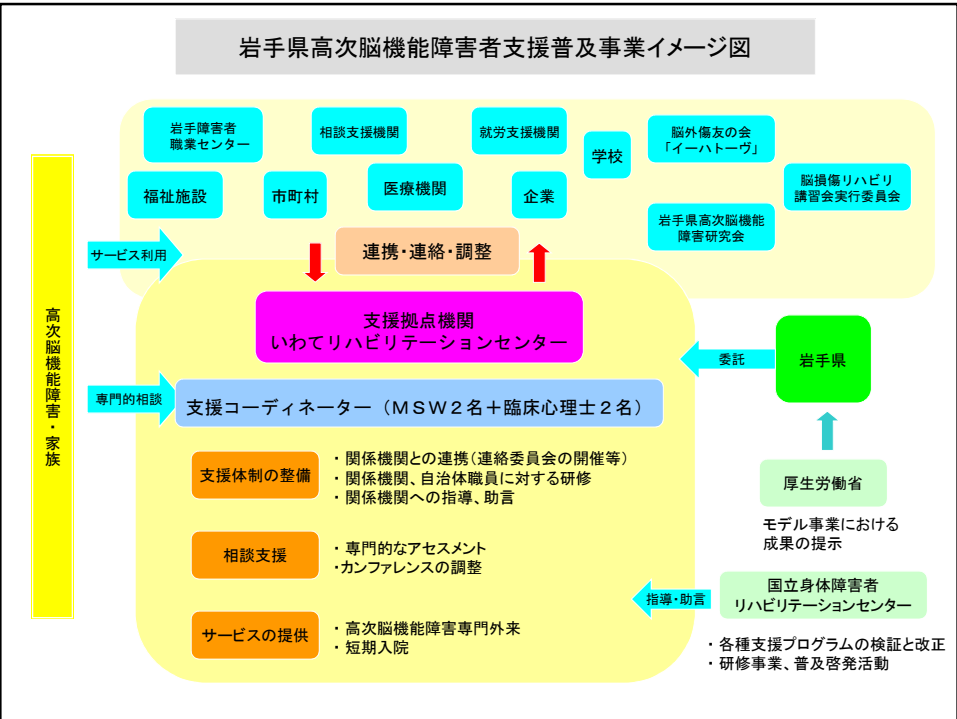 岩手県高次脳機能障害者支援普及事業イメージ図
岩手障害者
職業センター
相談支援機関
就労支援機関
学校
脳外傷友の会
「イーハトーヴ」
福祉施設
市町村
医療機関
企業
脳損傷リハビリ
講習会実行委員会
岩手県高次脳機能
障害研究会
サービス利用
連携・連絡・調整
高次脳機能障害・家族
支援拠点機関
いわてリハビリテーションセンター
委託
岩手県
専門的相談
支援コーディネーター（ＭＳＷ２名＋臨床心理士２名）
支援体制の整備
・関係機関との連携（連絡委員会の開催等）
・関係機関、自治体職員に対する研修
・関係機関への指導、助言
厚生労働省
モデル事業における
成果の提示
相談支援
・専門的なアセスメント
・カンファレンスの調整
指導・助言
国立身体障害者
リハビリテーションセンター
サービスの提供
・高次脳機能障害専門外来
・短期入院
・各種支援プログラムの検証と改正
・研修事業、普及啓発活動